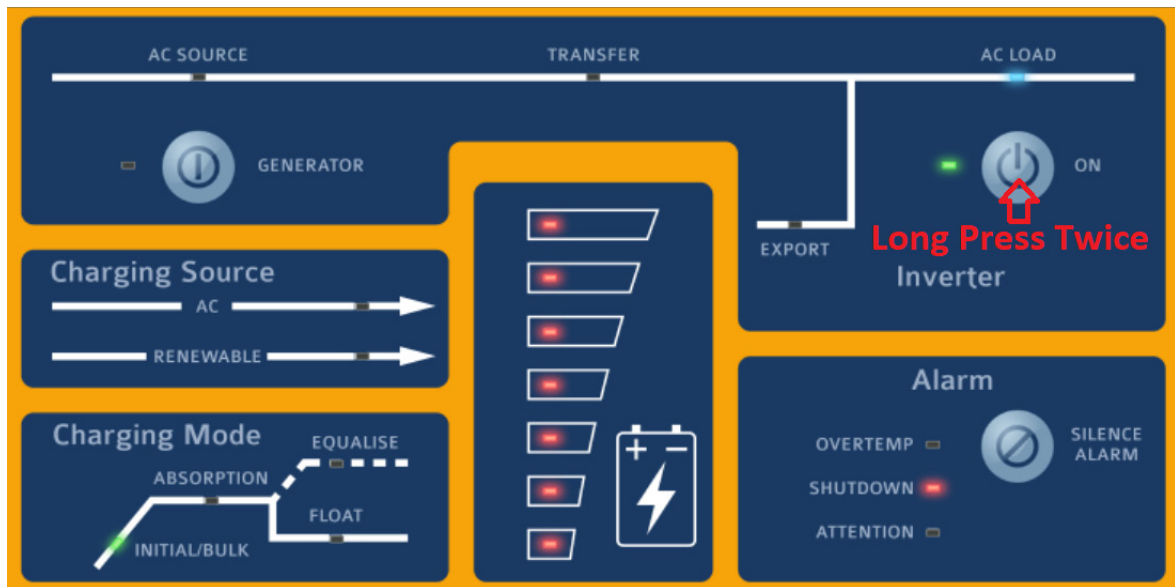 AC SOURCE
TRANSFER
AC LOAD
GENERATOR
ON
Long Press Twice
EXPORT
Inverter
Charging Source
AC
RENEWABLE
Charging Mode
EQUALISE
ABSORPTION
FLOAT
INITIAL/BULK
Alarm
OVERTEMP
SILENCE
ALARM
SHUTDOWN
ATTENTION